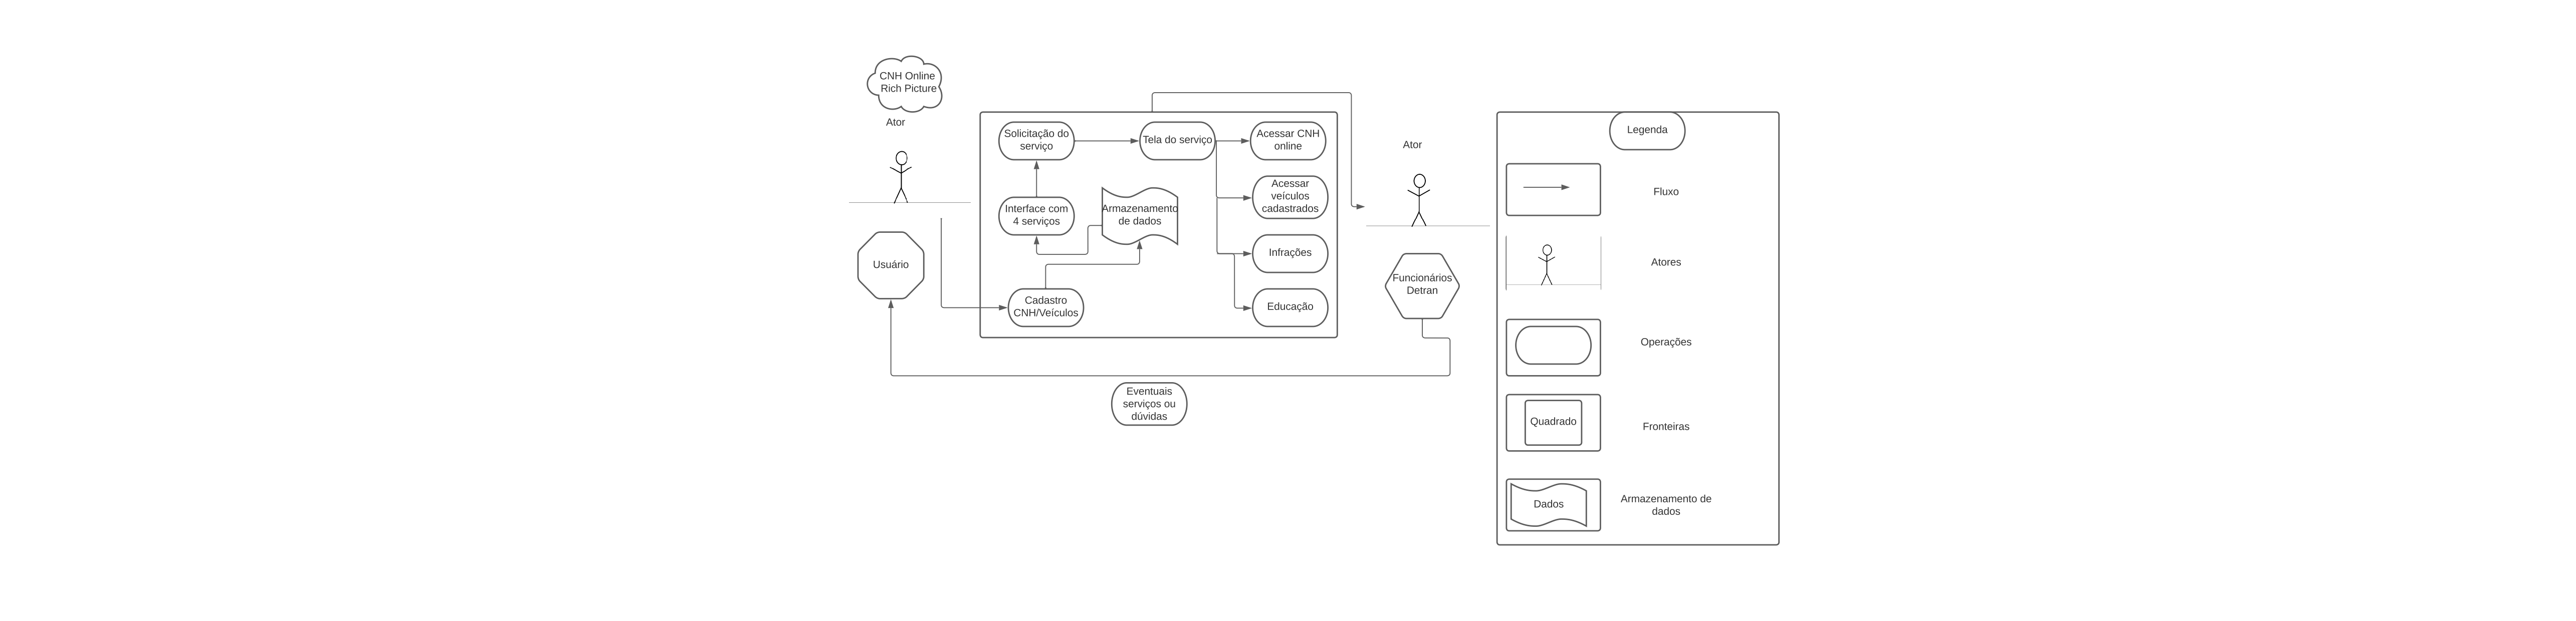 CNH Online
Rich Picture
Ator
Usuário
Solicitação do
serviço
Tela do serviço
Acessar CNH
online
Interface com
4 serviços
Armazenamento
de dados
Acessar
veículos
cadastrados
Infrações
Cadastro
CNH/Veículos
Educação
Eventuais
serviços ou
dúvidas
Ator
Funcionários
Detran
Legenda
Fluxo
Atores
Operações
Quadrado
Fronteiras
Dados
Armazenamento de
dados